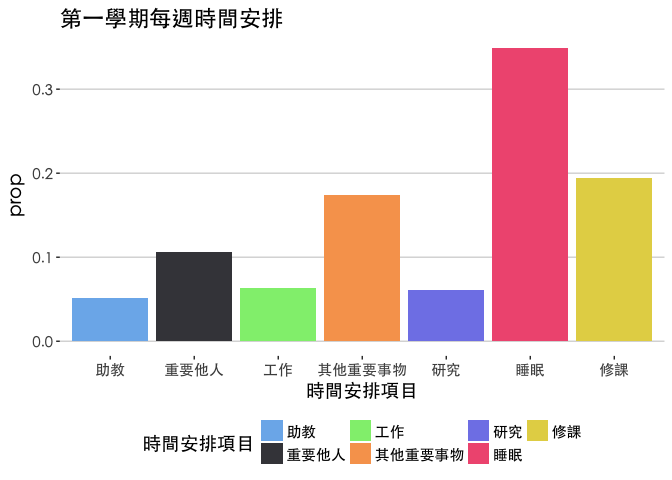 第一學期每週時間安排
prop
0.3
0.2
0.1
0.0
助教 重要他人 工作 其他重要事物 研究 睡眠 修課
時間安排項目
時間安排項目
助教 工作 研究 修課
重要他人 其他重要事物 睡眠